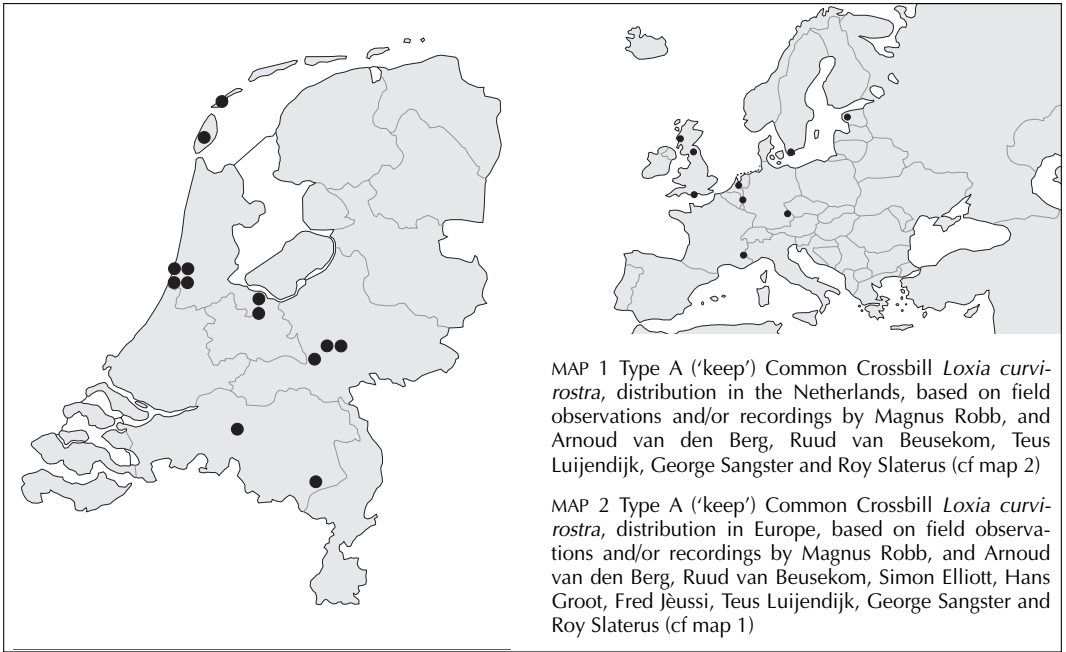 MAP 1 Type A (‘keep’) Common Crossbill Loxia curvi-
rostra, distribution in the Netherlands, based on field
observations and/or recordings by Magnus Robb, and
Arnoud van den Berg, Ruud van Beusekom, Teus
Luijendijk, George Sangster and Roy Slaterus (cf map 2)
MAP 2 Type A (‘keep’) Common Crossbill Loxia curvi-
rostra, distribution in Europe, based on field observa-
tions and/or recordings by Magnus Robb, and Arnoud
van den Berg, Ruud van Beusekom, Simon Elliott, Hans
Groot, Fred Jèussi, Teus Luijendijk, George Sangster and
Roy Slaterus (cf map 1)